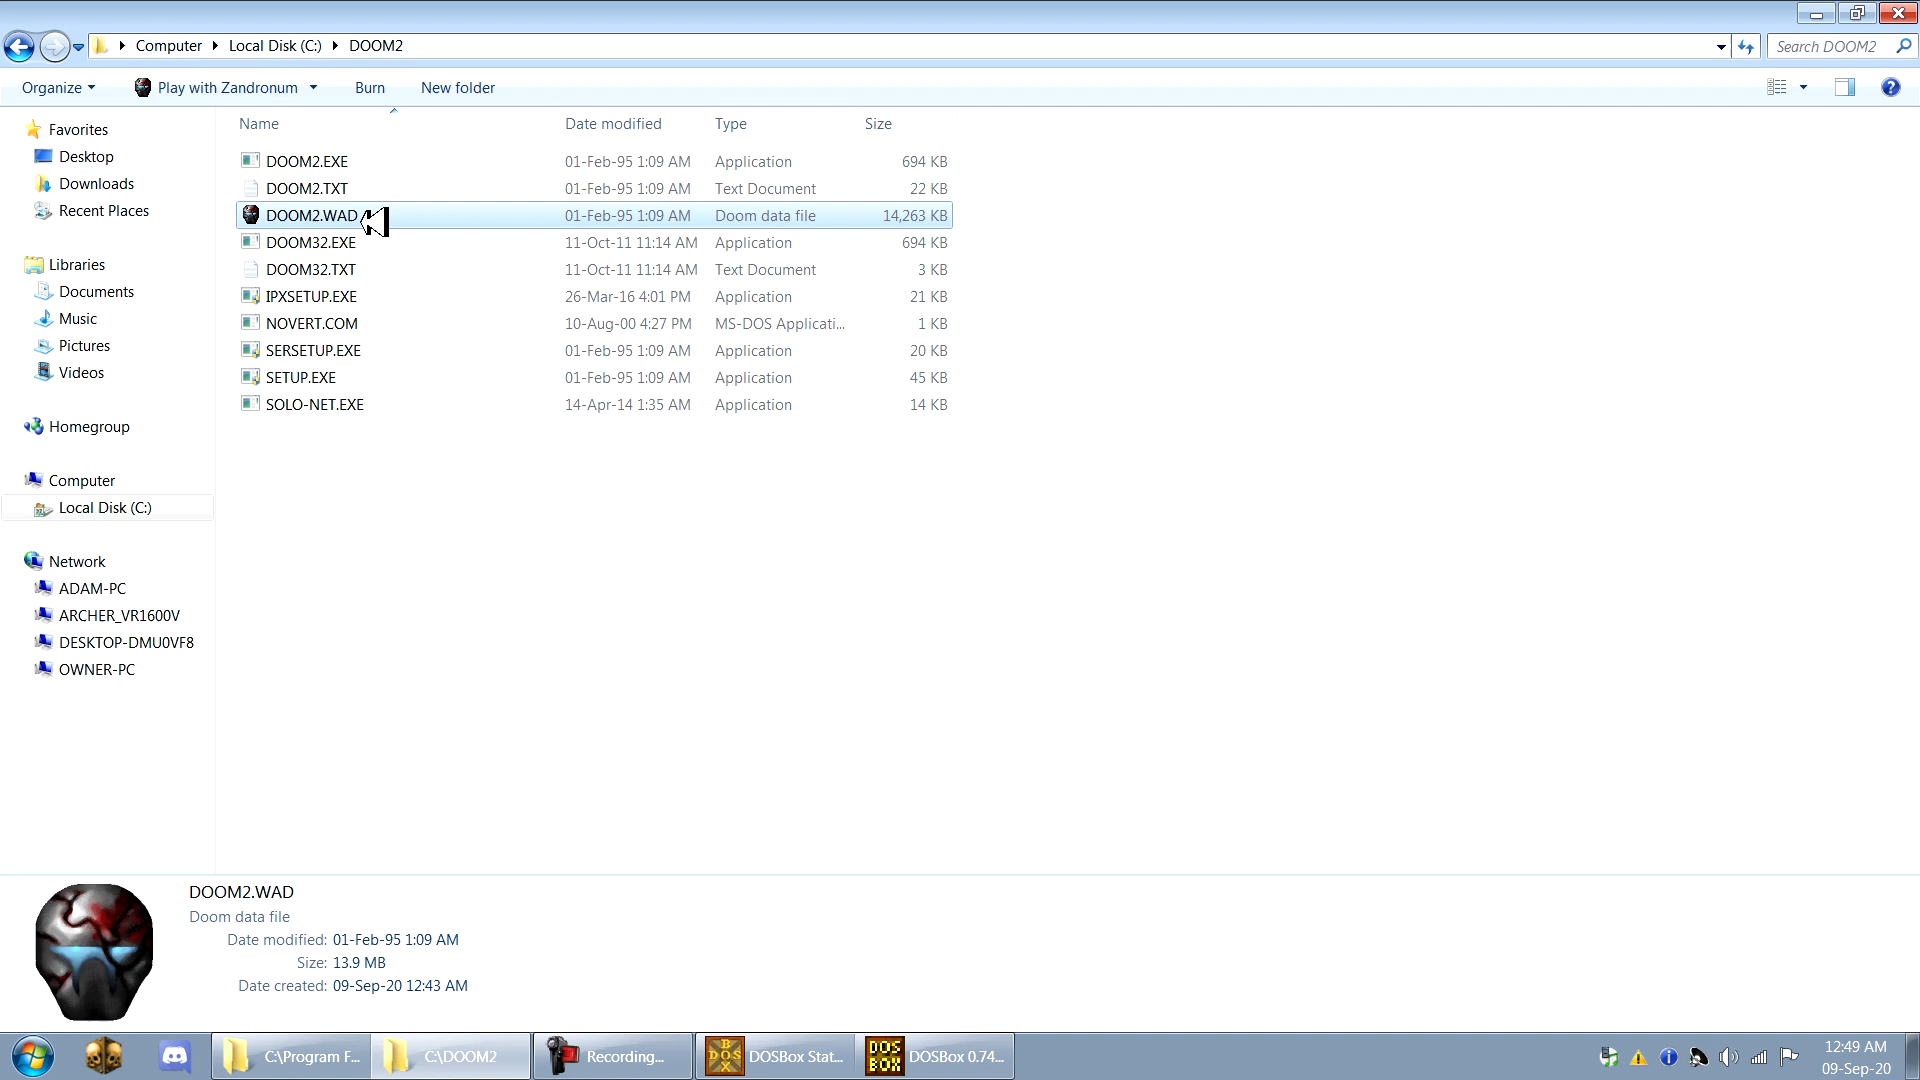 Computer Local Disk (C:) DOOM2
Search DOOM2
Organize Play with Zandronum Burn New folder
Name Date modified Type Size
DOOM2.EXE 01-Feb-95 1:09 AM Application 694 KB
DOOM2.TXT 01-Feb-95 1:09 AM Text Document 22 KB
DOOM2.WAD 01-Feb-95 1:09 AM Doom data file 14,263 KB
DOOM32.EXE 11-Oct-11 11:14 AM Application 694 KB
DOOM32.TXT 11-Oct-11 11:14 AM Text Document 3 KB
IPXSETUP.EXE 26-Mar-16 4:01 PM Application 21 KB
NOVERT.COM 10-Aug-00 4:27 PM MS-DOS Applicati... 1 KB
SERSETUP.EXE 01-Feb-95 1:09 AM Application 20 KB
SETUP.EXE 01-Feb-95 1:09 AM Application 45 KB
SOLO-NET.EXE 14-Apr-14 1:35 AM Application 14 KB
Favorites
Desktop
Downloads
Recent Places
Libraries
Documents
Music
Pictures
Videos
Homegroup
Computer
Local Disk (C:)
Network
ADAM-PC
ARCHER_VR1600V
DESKTOP-DMU0VF8
OWNER-PC
DOOM2.WAD
Doom data file
Date modified: 01-Feb-95 1:09 AM
Size: 13.9 MB
Date created: 09-Sep-20 12:43 AM
C:\Program F... C:\DOOM2 Recording... DOSBox Stat... DOSBox 0.74...
12:49 AM
09-Sep-20